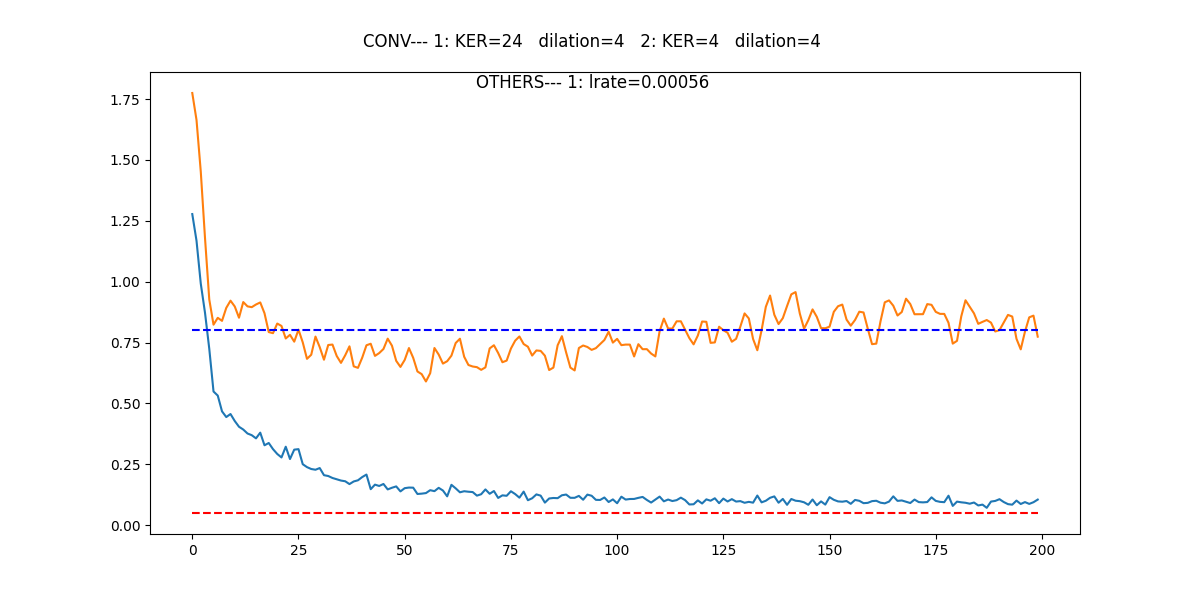 CONV--- 1: KER=24   dilation=4   2: KER=4   dilation=4
OTHERS--- 1: lrate=0.00056
1.75
1.50
1.25
1.00
0.75
0.50
0.25
0.00
0 25 50 75 100 125 150 175 200